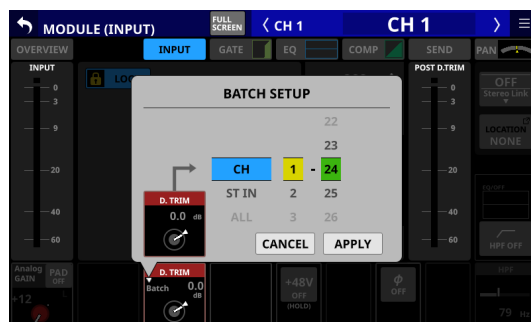 MODULE (INPUT)
FULL
SCREEN
CH 1
CH 1
OVERVIEW
INPUT
GATE
EQ
COMP
SEND
PAN
INPUT
0
3
9
20
40
60
POST D.TRIM
0
3
9
20
40
60
OFF
Stereo Link
LOCATION
NONE
EQ:OFF
HPF OFF
BATCH SETUP
22
23
CH
1
-
24
ST IN
2
25
ALL
3
26
D. TRIM
0.0 dB
CANCEL
APPLY
Analog
GAIN
PAD
OFF
+12
D. TRIM
Batch
0.0
dB
+48V
OFF
(HOLD)
ϕ
OFF
HPF
79 Hz